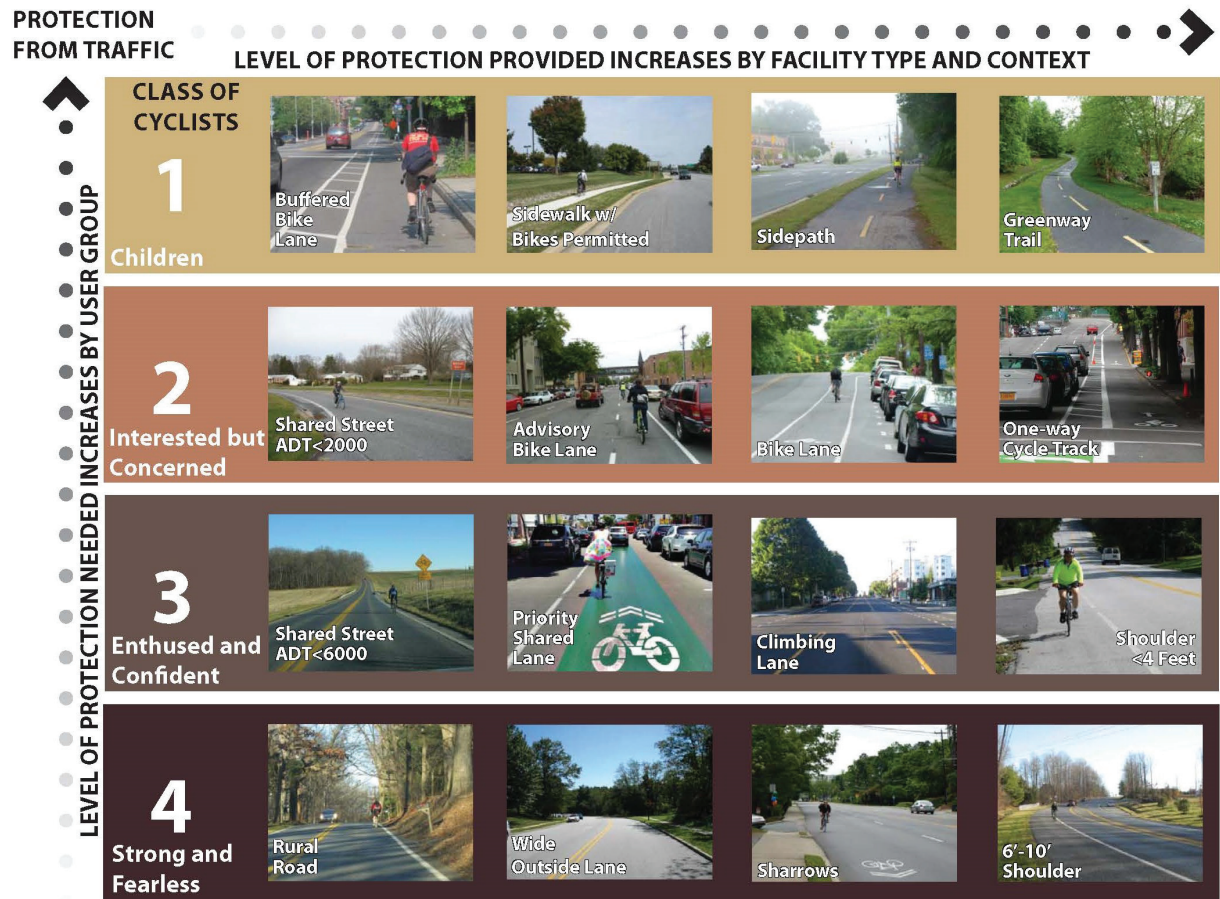 PROTECTION
FROM TRAFFIC
LEVEL OF PROTECTION PROVIDED INCREASES BY FACILITY TYPE AND CONTEXT
LEVEL OF PROTECTION NEEDED INCREASES BY USER GROUP
CLASS OF
CYCLISTS
1
Children
Buffered
Bike
Lane
Sidewalk w/
Bikes Permitted
Sidepath
Greenway
Trail
2
Interested but
Concerned
Shared Street
ADT<2000
Advisory
Bike Lane
Bike Lane
One-way
Cycle Track
3
Enthused and
Confident
Shared Street
ADT<6000
Priority
Shared
Lane
Climbing
Lane
Shoulder
<4 Feet
4
Strong and
Fearless
Rural
Road
Wide
Outside Lane
Sharrows
6'-10'
Shoulder